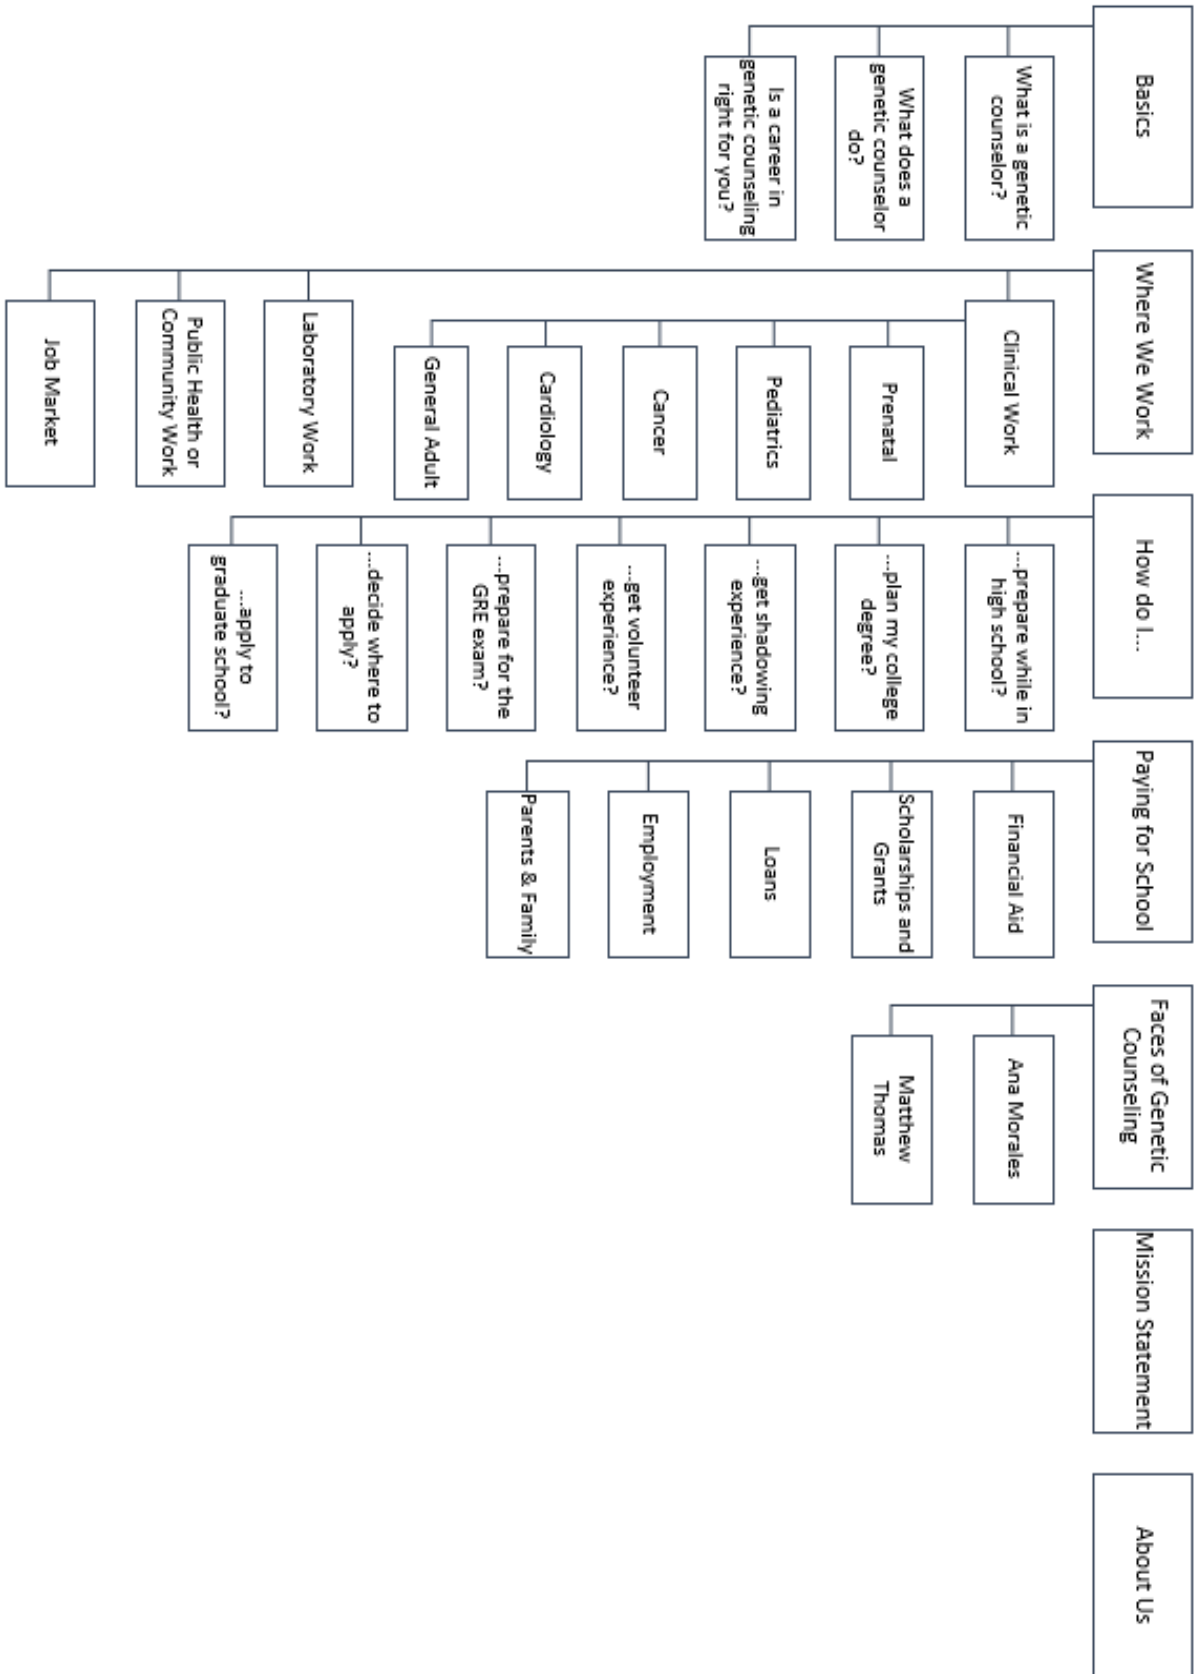 Basics
What is a genetic
counselor?
What does a
genetic counselor
do?
Is a career in
genetic counseling
right for you?
Where We Work
Clinical Work
Prenatal
Pediatrics
Cancer
Cardiology
General Adult
Laboratory Work
Public Health or
Community Work
Job Market
How do I...
...prepare while in
high school?
...plan my college
degree?
...get shadowing
experience?
...get volunteer
experience?
...prepare for the
GRE exam?
...decide where to
apply?
...apply to
graduate school?
Paying for School
Financial Aid
Scholarships and
Grants
Loans
Employment
Parents & Family
Faces of Genetic
Counseling
Ana Morales
Matthew
Thomas
Mission Statement
About Us